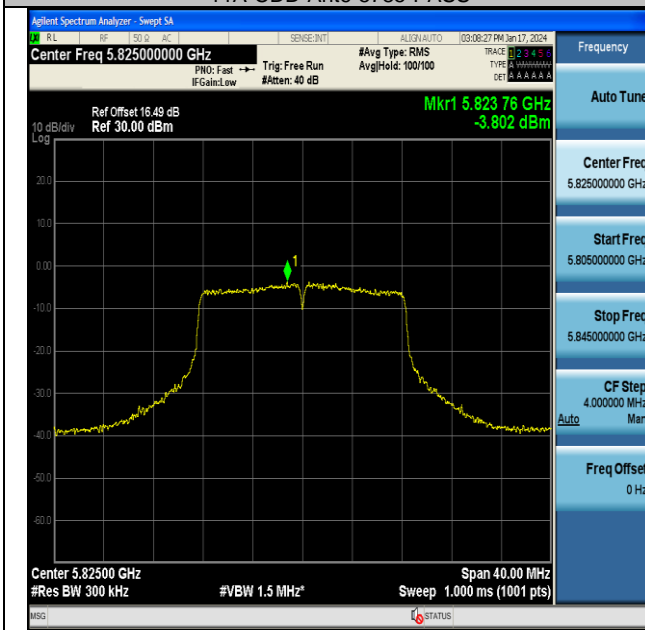 Agilent Spectrum Analyzer - Swept SA
RL RF 50 Ω AC SENSE:INT ALIGN AUTO 03:08:27 PM Jan 17, 2024
Center Freq 5.825000000 GHz
PNO: Fast
IFGain:Low
Trig: Free Run
#Atten: 40 dB
#Avg Type: RMS
Avg|Hold: 100/100
TRACE 1 2 3 4 5 6
TYPE A
DET A A A A A A
Frequency
Auto Tune
Center Freq
5.825000000 GHz
Start Freq
5.805000000 GHz
Stop Freq
5.845000000 GHz
CF Step
4.000000 MHz
Auto Man
Freq Offset
0 Hz
Mkr1 5.823 76 GHz
-3.802 dBm
Ref Offset 16.49 dB
10 dB/div Ref 30.00 dBm
Log
20.0
10.0
0.00
-10.0
-20.0
-30.0
-40.0
-50.0
-60.0
1
Center 5.82500 GHz Span 40.00 MHz
#Res BW 300 kHz #VBW 1.5 MHz* Sweep 1.000 ms (1001 pts)
MSG STATUS